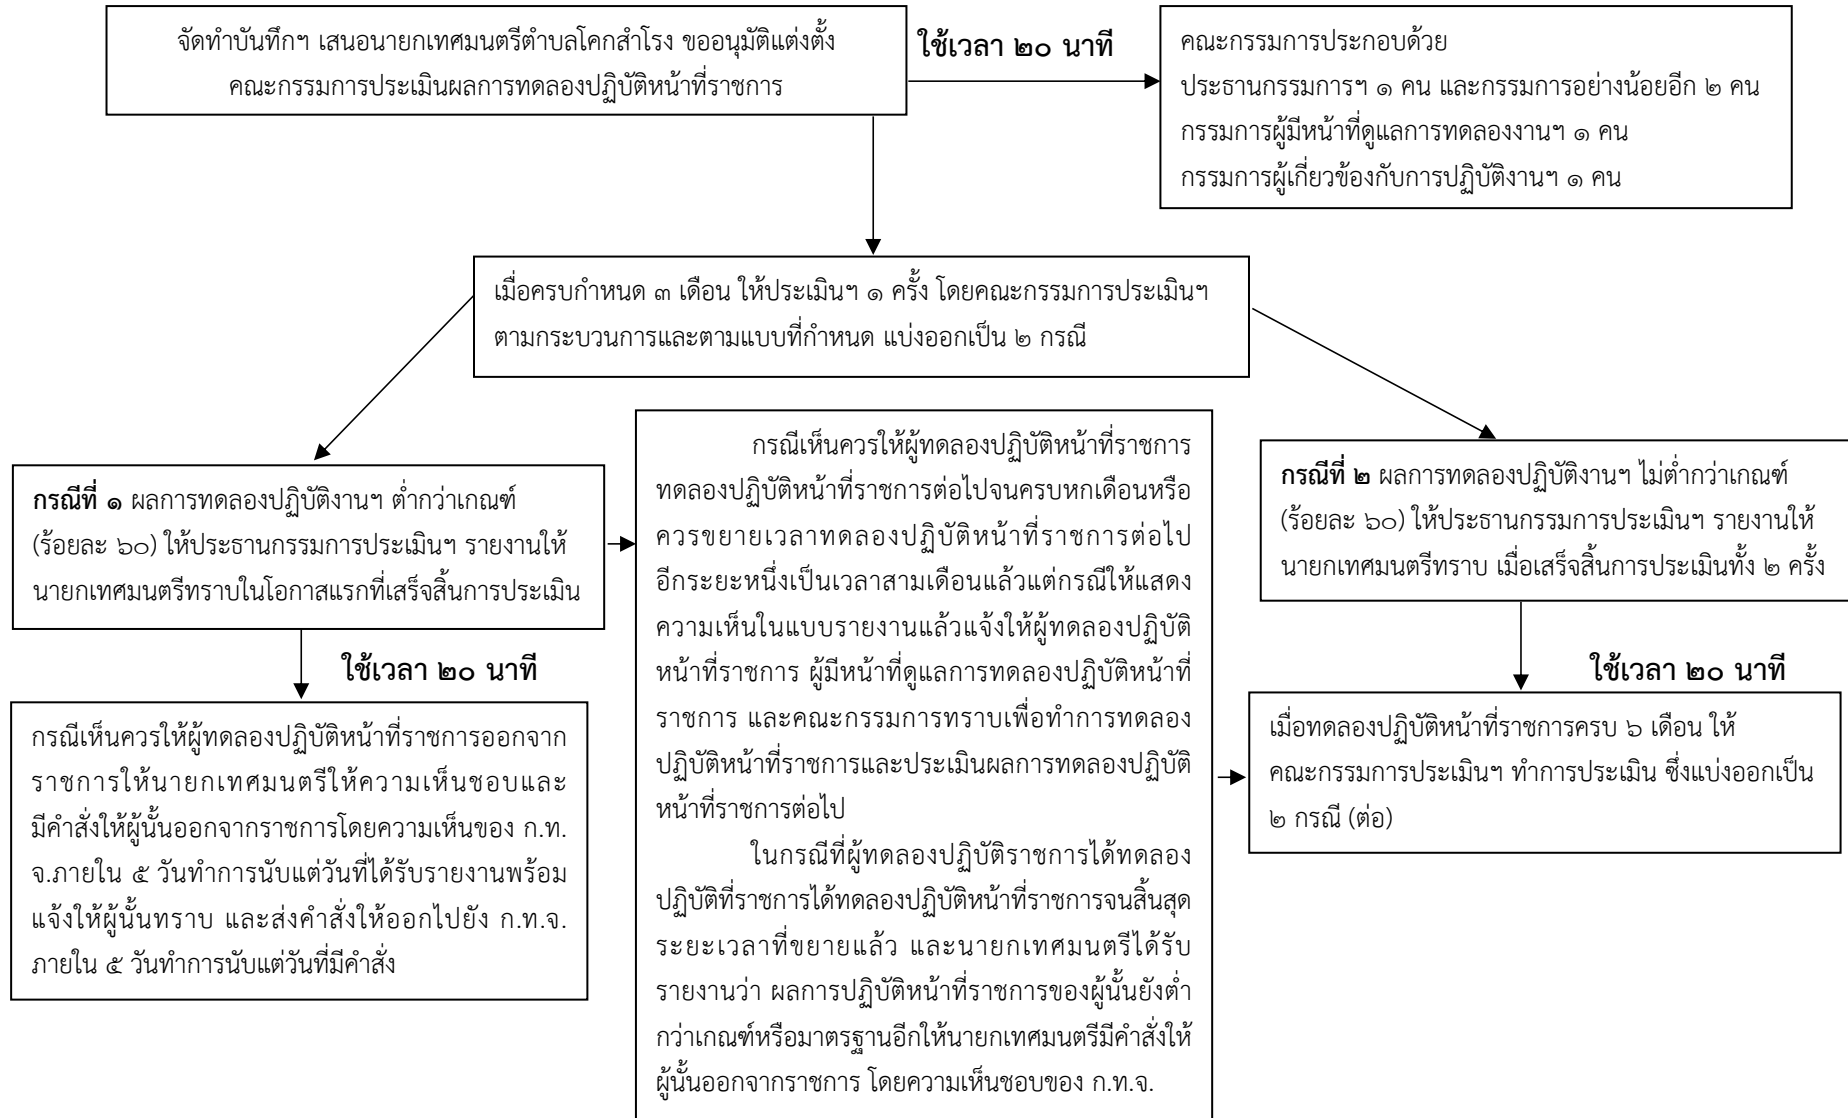 จัดทำบันทึกฯ เสนอนายกเทศมนตรีตำบลโคกสำโรง ขออนุมัติแต่งตั้ง
คณะกรรมการประเมินผลการทดลองปฏิบัติหน้าที่ราชการ
ใช้เวลา ๒๐ นาที
คณะกรรมการประกอบด้วย
ประธานกรรมการฯ ๑ คน และกรรมการอย่างน้อยอีก ๒ คน
กรรมการผู้มีหน้าที่ดูแลการทดลองงานฯ ๑ คน
กรรมการผู้เกี่ยวข้องกับการปฏิบัติงานฯ ๑ คน
เมื่อครบกำหนด ๓ เดือน ให้ประเมินฯ ๑ ครั้ง โดยคณะกรรมการประเมินฯ
ตามกระบวนการและตามแบบที่กำหนด แบ่งออกเป็น ๒ กรณี
กรณีที่ ๑ ผลการทดลองปฏิบัติงานฯ ต่ำกว่าเกณฑ์
(ร้อยละ ๖๐) ให้ประธานกรรมการประเมินฯ รายงานให้
นายกเทศมนตรีทราบในโอกาสแรกที่เสร็จสิ้นการประเมิน
ใช้เวลา ๒๐ นาที
กรณีเห็นควรให้ผู้ทดลองปฏิบัติหน้าที่ราชการออกจาก
ราชการให้นายกเทศมนตรีให้ความเห็นชอบและ
มีคำสั่งให้ผู้นั้นออกจากราชการโดยความเห็นของ ก.ท.
จ.ภายใน ๕ วันทำการนับแต่วันที่ได้รับรายงานพร้อม
แจ้งให้ผู้นั้นทราบ และส่งคำสั่งให้ออกไปยัง ก.ท.จ.
ภายใน ๕ วันทำการนับแต่วันที่มีคำสั่ง
กรณีเห็นควรให้ผู้ทดลองปฏิบัติหน้าที่ราชการ
ทดลองปฏิบัติหน้าที่ราชการต่อไปจนครบหกเดือนหรือ
ควรขยายเวลาทดลองปฏิบัติหน้าที่ราชการต่อไป
อีกระยะหนึ่งเป็นเวลาสามเดือนแล้วแต่กรณีให้แสดง
ความเห็นในแบบรายงานแล้วแจ้งให้ผู้ทดลองปฏิบัติ
หน้าที่ราชการ ผู้มีหน้าที่ดูแลการทดลองปฏิบัติหน้าที่
ราชการ และคณะกรรมการทราบเพื่อทำการทดลอง
ปฏิบัติหน้าที่ราชการและประเมินผลการทดลองปฏิบัติ
หน้าที่ราชการต่อไป
ในกรณีที่ผู้ทดลองปฏิบัติราชการได้ทดลอง
ปฏิบัติที่ราชการได้ทดลองปฏิบัติหน้าที่ราชการจนสิ้นสุด
ระยะเวลาที่ขยายแล้ว และนายกเทศมนตรีได้รับ
รายงานว่า ผลการปฏิบัติหน้าที่ราชการของผู้นั้นยังต่ำ
กว่าเกณฑ์หรือมาตรฐานอีกให้นายกเทศมนตรีมีคำสั่งให้
ผู้นั้นออกจากราชการ โดยความเห็นชอบของ ก.ท.จ.
กรณีที่ ๒ ผลการทดลองปฏิบัติงานฯ ไม่ต่ำกว่าเกณฑ์
(ร้อยละ ๖๐) ให้ประธานกรรมการประเมินฯ รายงานให้
นายกเทศมนตรีทราบ เมื่อเสร็จสิ้นการประเมินทั้ง ๒ ครั้ง
ใช้เวลา ๒๐ นาที
เมื่อทดลองปฏิบัติหน้าที่ราชการครบ ๖ เดือน ให้
คณะกรรมการประเมินฯ ทำการประเมิน ซึ่งแบ่งออกเป็น
๒ กรณี (ต่อ)